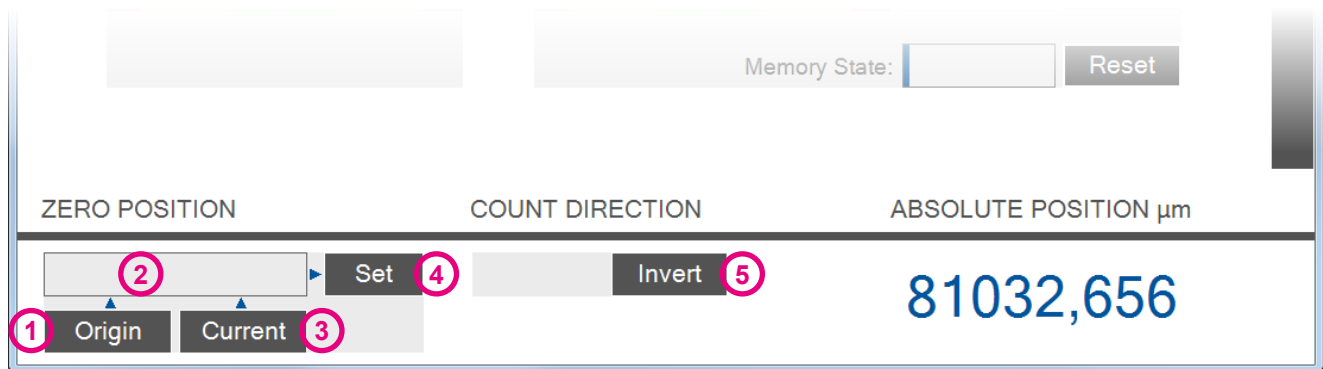 Memory State: Reset
ZERO POSITION COUNT DIRECTION ABSOLUTE POSITION µm
2 Set 4 Invert 5 81032,656
1 Origin Current 3